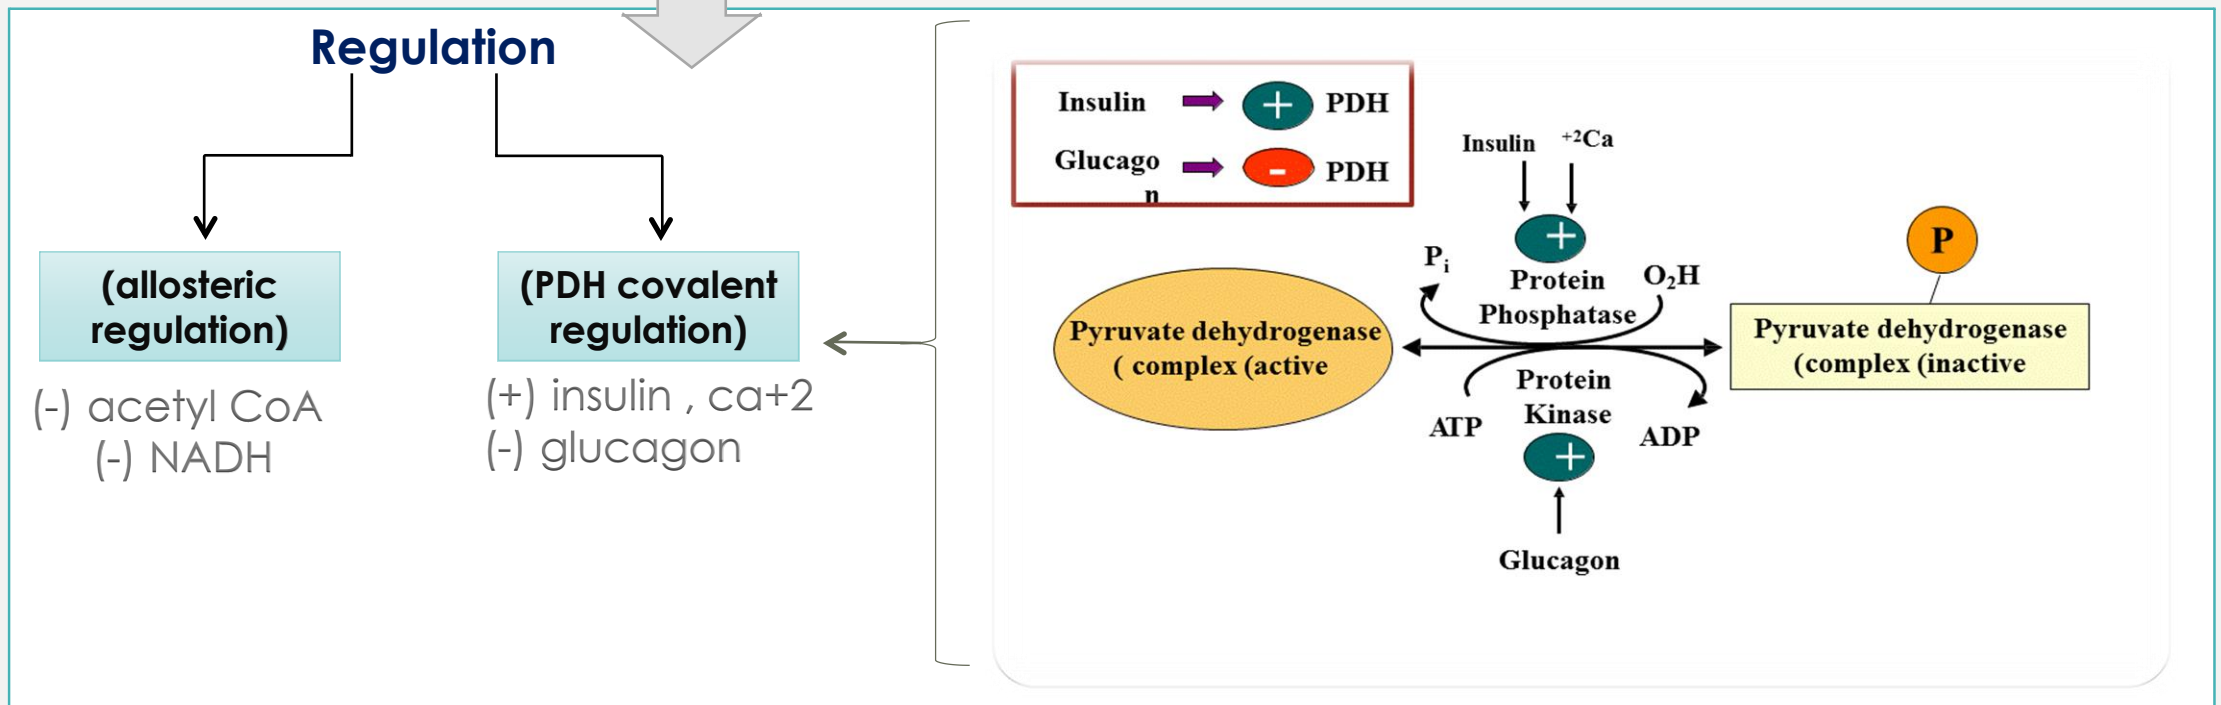 Regulation
(allosteric
regulation)
(-) acetyl CoA
(-) NADH
(PDH covalent
regulation)
(+) insulin , ca+2
(-) glucagon
Insulin + PDH
Glucago
n
- PDH
Insulin
+2Ca
+
Pi
Protein
Phosphatase
O2H
P
Pyruvate dehydrogenase
( complex (active
Pyruvate dehydrogenase
(complex (inactive
Protein
Kinase
ATP
ADP
+
Glucagon